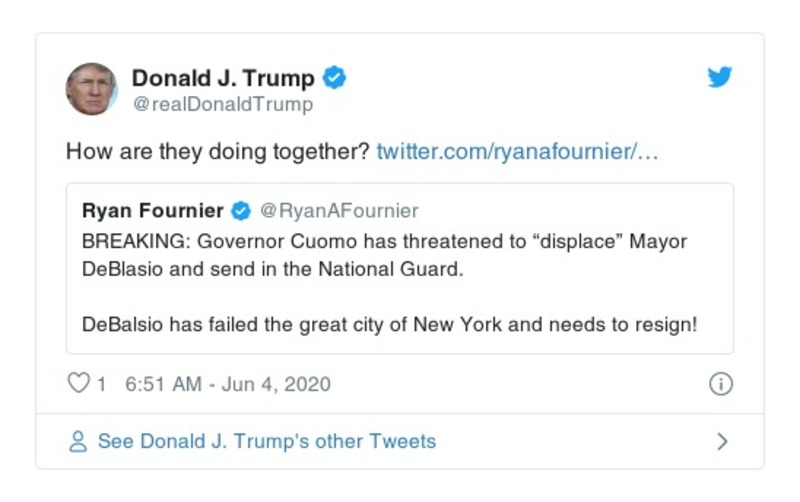 Donald J. Trump
@realDonaldTrump
How are they doing together? twitter.com/ryanafournier/…
Ryan Fournier @RyanAFournier
BREAKING: Governor Cuomo has threatened to “displace” Mayor
DeBlasio and send in the National Guard.
DeBalsio has failed the great city of New York and needs to resign!
1 6:51 AM - Jun 4, 2020
See Donald J. Trump's other Tweets